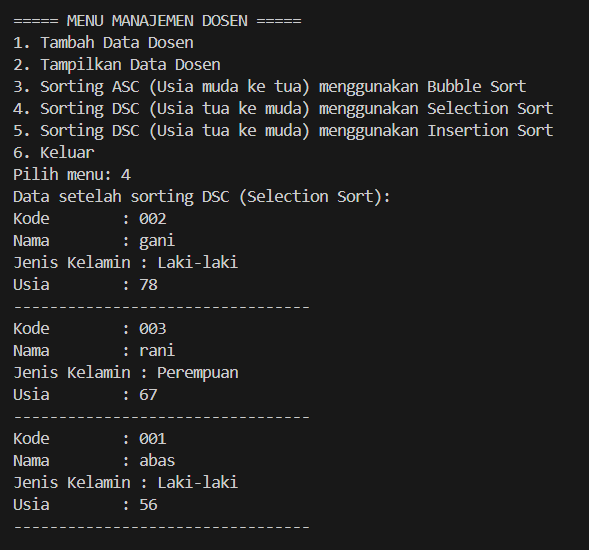 ===== MENU MANAJEMEN DOSEN =====
1. Tambah Data Dosen
2. Tampilkan Data Dosen
3. Sorting ASC (Usia muda ke tua) menggunakan Bubble Sort
4. Sorting DSC (Usia tua ke muda) menggunakan Selection Sort
5. Sorting DSC (Usia tua ke muda) menggunakan Insertion Sort
6. Keluar
Pilih menu: 4
Data setelah sorting DSC (Selection Sort):
Kode        : 002
Nama        : gani
Jenis Kelamin : Laki-laki
Usia        : 78
---------------------------------
Kode        : 003
Nama        : rani
Jenis Kelamin : Perempuan
Usia        : 67
---------------------------------
Kode        : 001
Nama        : abas
Jenis Kelamin : Laki-laki
Usia        : 56
---------------------------------